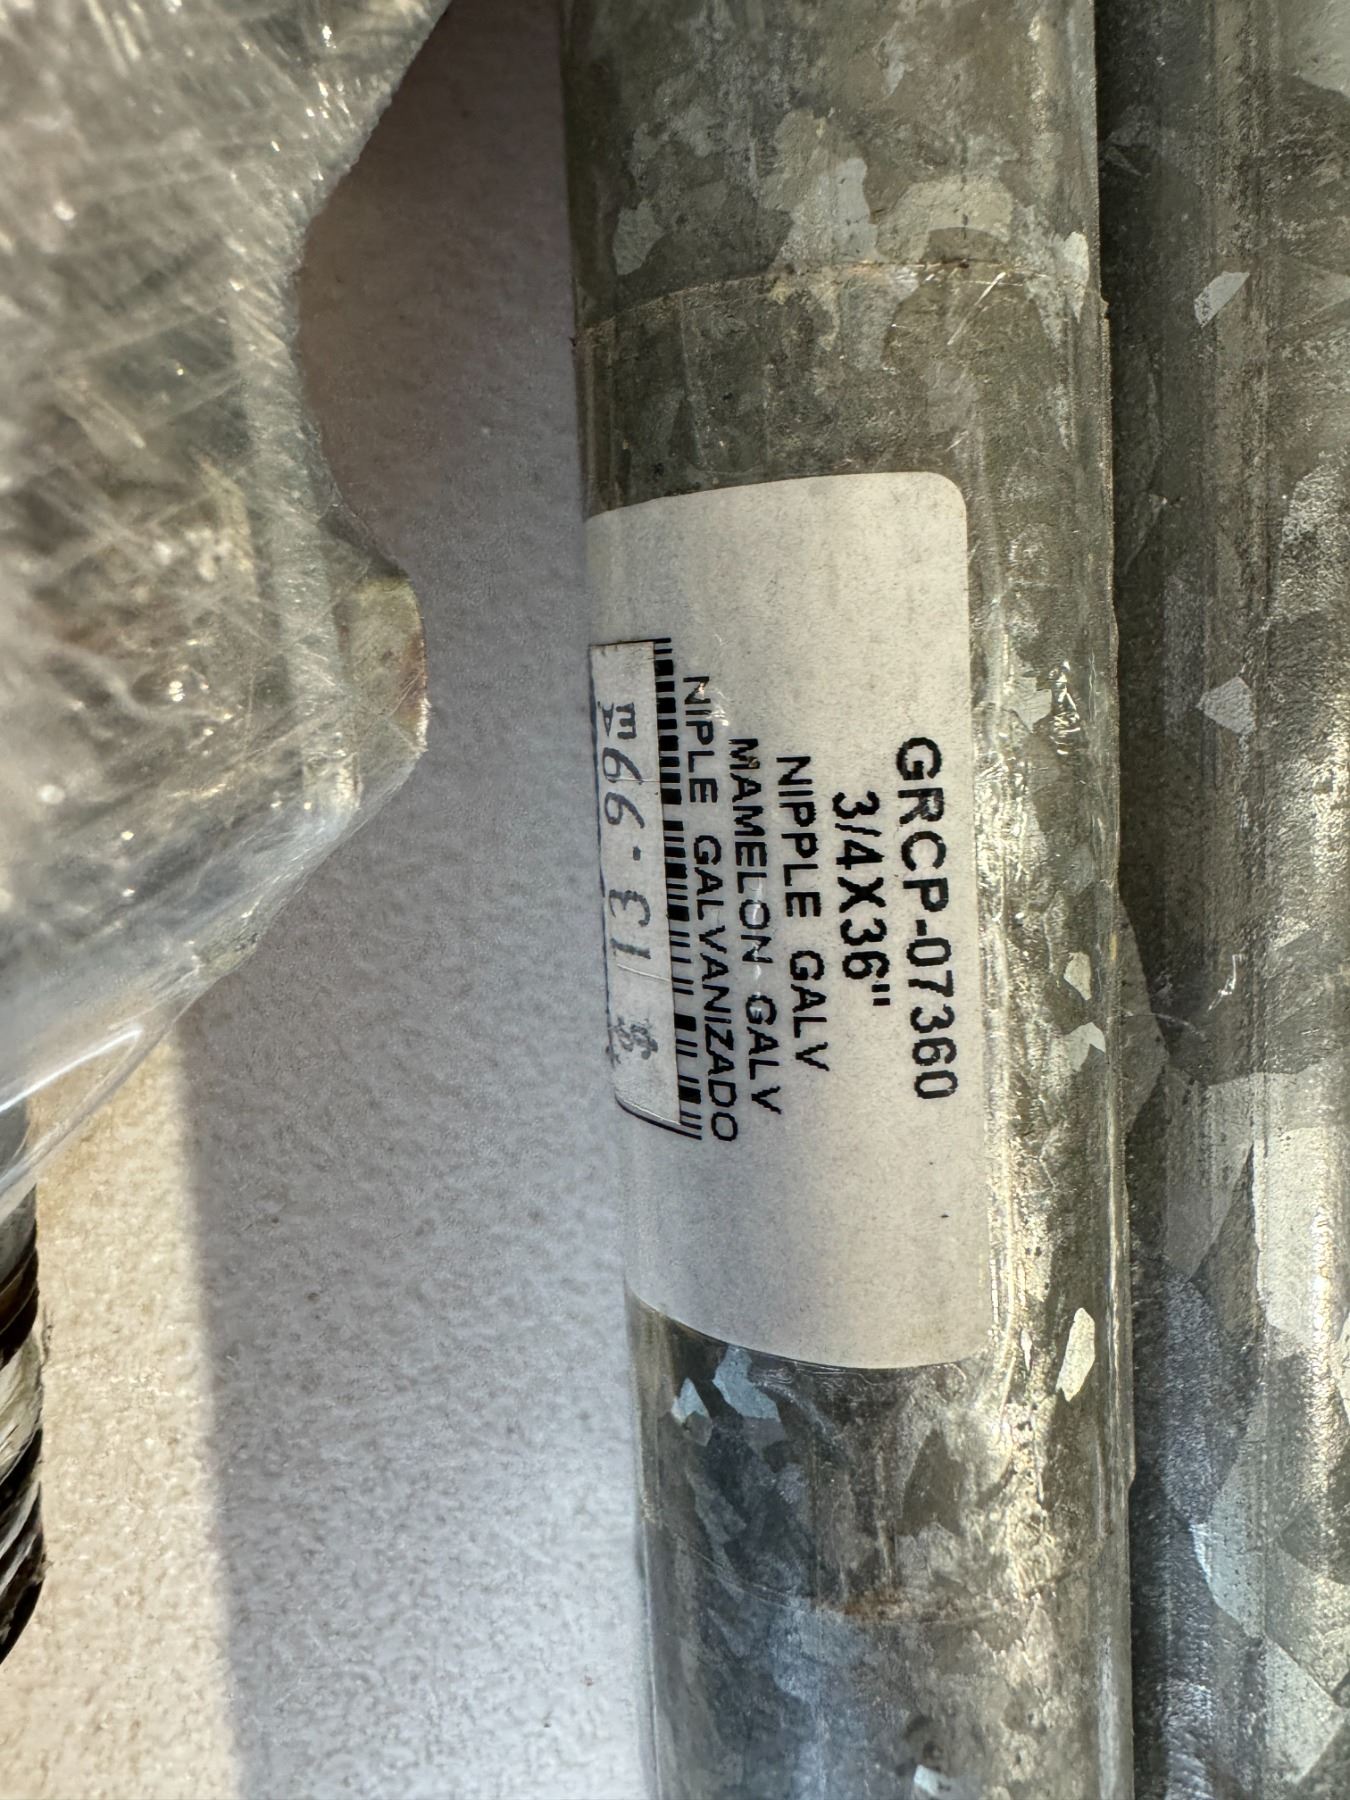 GRCP-07360
3/4X36"
NIPPLE GALV
MAMELON GALV
NIPLE GALVANIZADO
$ 13.99